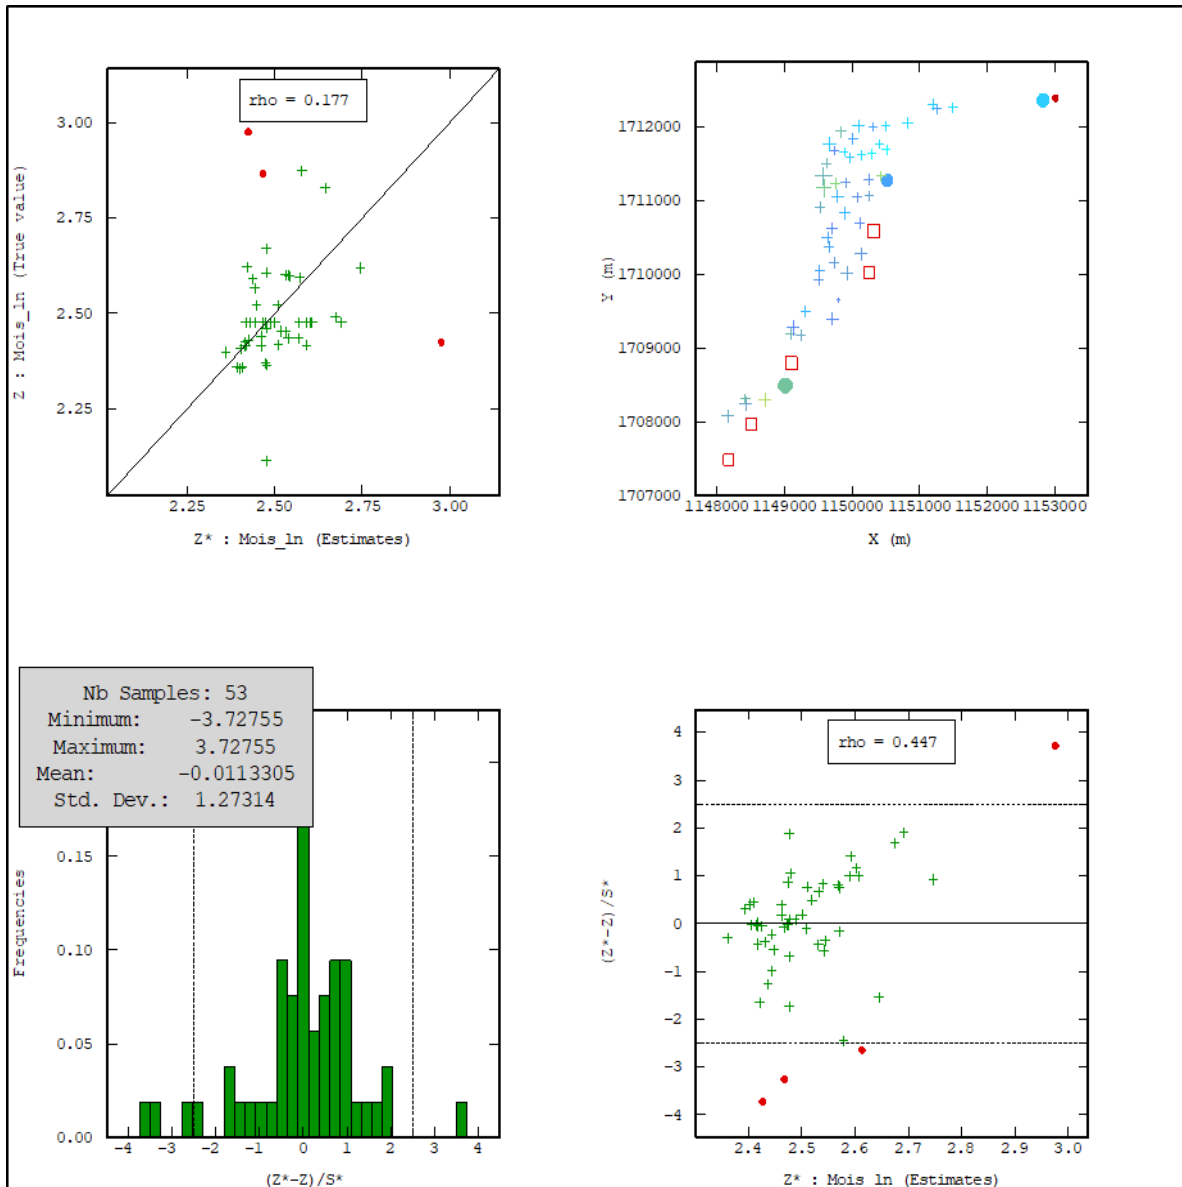 rho = 0.177
3.00
2.75
2.50
2.25
Z : Mois_ln (True value)
2.25 2.50 2.75 3.00
Z* : Mois_ln (Estimates)
1712000
1711000
1710000
1709000
1708000
1707000
Y (m)
1148000 1149000 1150000 1151000 1152000 1153000
X (m)
Nb Samples: 53
Minimum: -3.72755
Maximum: 3.72755
Mean: -0.0113305
Std. Dev.: 1.27314
0.15
0.10
0.05
0.00
Frequencies
-4 -3 -2 -1 0 1 2 3 4
(Z*-Z)/S*
rho = 0.447
4
3
2
1
0
-1
-2
-3
-4
(Z*-Z)/S*
2.4 2.5 2.6 2.7 2.8 2.9 3.0
Z* : Mois_ln (Estimates)